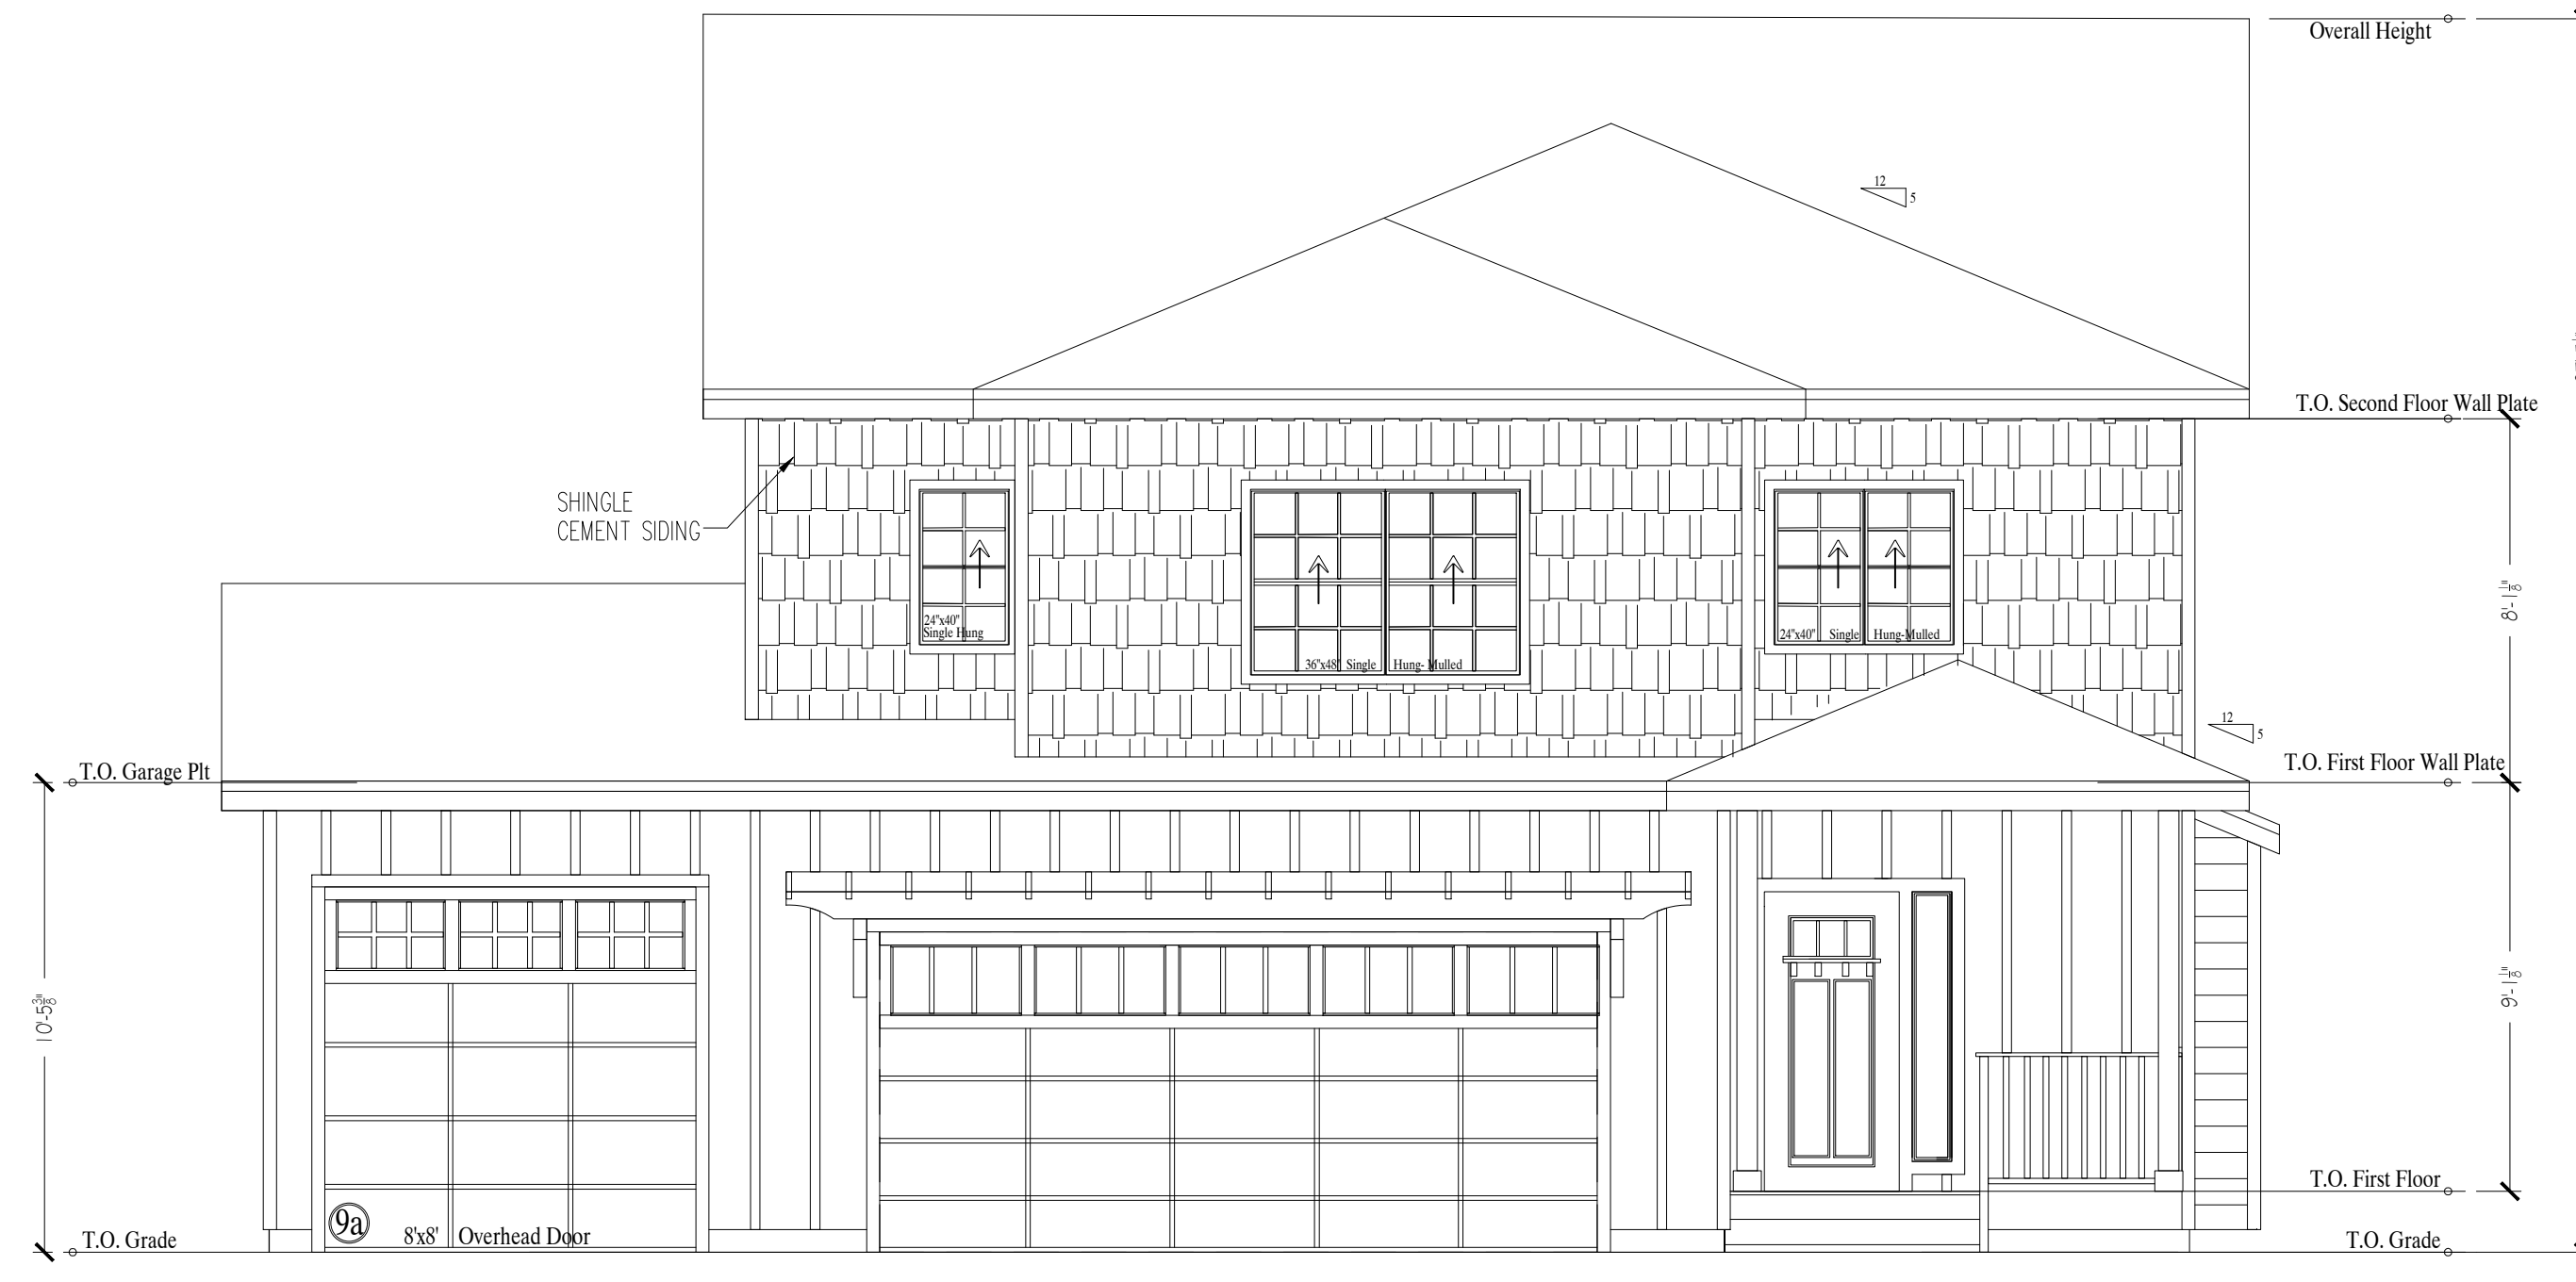 Overall Height
12
5
T.O. Second Floor Wall Plate
SHINGLE
CEMENT SIDING
8'-1 1/8"
24"x40"
Single Hung
36"x48" Single Hung- Mulled
24"x40" Single Hung-Mulled
12
5
T.O. Garage Plt
T.O. First Floor Wall Plate
10'-5 3/8"
9'-1 1/8"
T.O. First Floor
9a
8'x8' Overhead Door
T.O. Grade
T.O. Grade